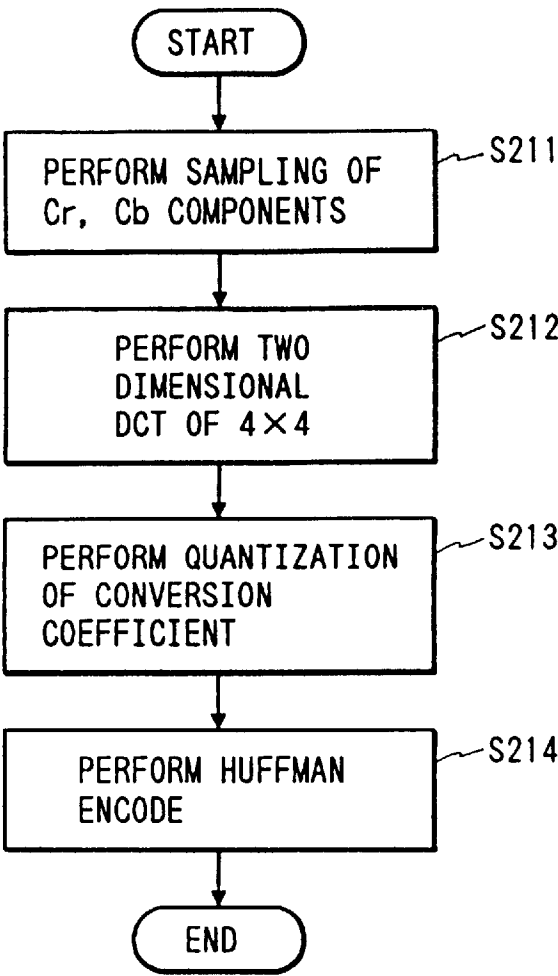 START
PERFORM SAMPLING OF
Cr, Cb COMPONENTS
S211
PERFORM TWO
DIMENSIONAL
DCT OF 4×4
S212
PERFORM QUANTIZATION
OF CONVERSION
COEFFICIENT
S213
PERFORM HUFFMAN
ENCODE
S214
END